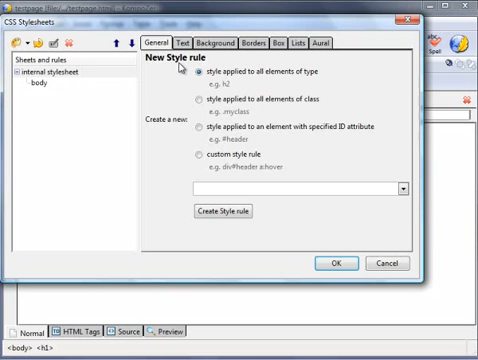 CSS Stylesheets
General Text Background Borders Box Lists Aural
Spell
Sheets and rules
internal stylesheet
body
New Style rule
Create a new:
style applied to all elements of type
e.g. h2
style applied to all elements of class
e.g. .myclass
style applied to an element with specified ID attribute
e.g. #header
custom style rule
e.g. div#header a:hover
Create Style rule
OK Cancel
Normal HTML Tags Source Preview
<body> <h1>